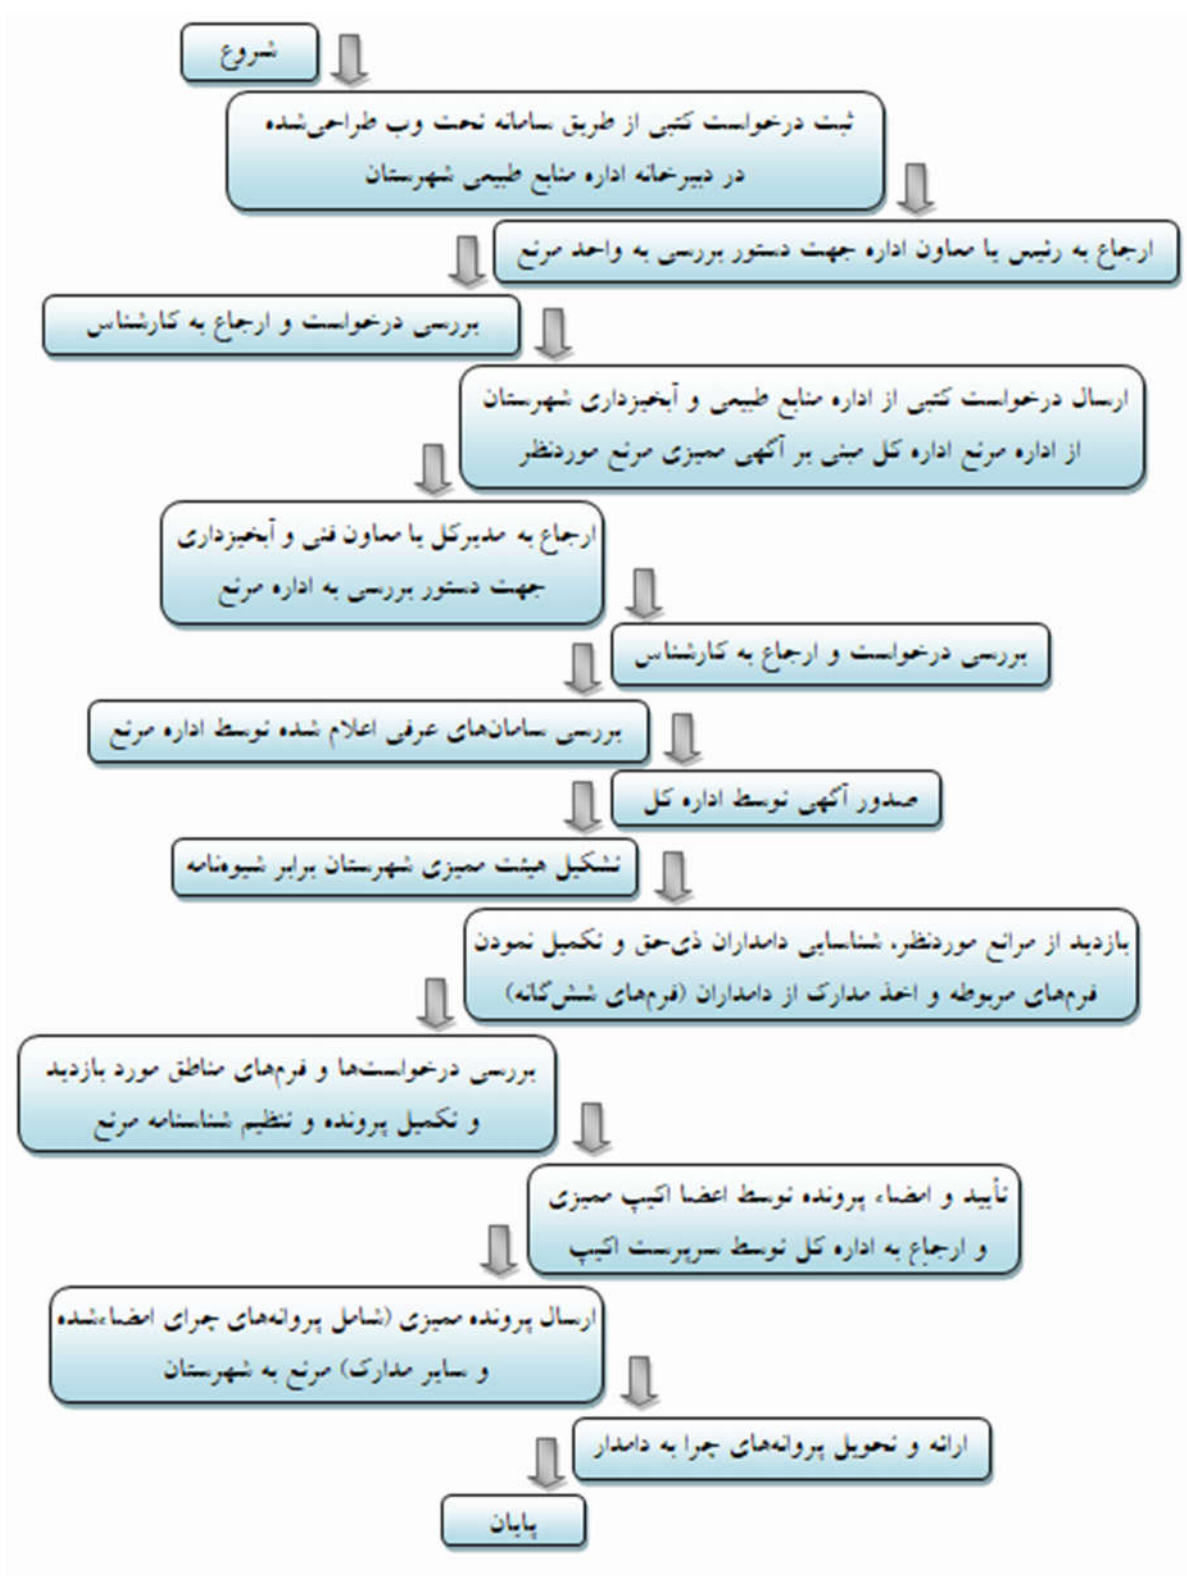 شروع
ثبت درخواست کتبی از طریق سامانه تحت وب طراحی‌شده
در دبیرخانه اداره منابع طبیعی شهرستان
ارجاع به رئیس یا معاون اداره جهت دستور بررسی به واحد مرتع
بررسی درخواست و ارجاع به کارشناس
ارسال درخواست کتبی از اداره منابع طبیعی و آبخیزداری شهرستان
از اداره مرتع اداره کل مبنی بر آگهی ممیزی مرتع موردنظر
ارجاع به مدیرکل یا معاون فنی و آبخیزداری
جهت دستور بررسی به اداره مرتع
بررسی درخواست و ارجاع به کارشناس
بررسی سامان‌های عرفی اعلام شده توسط اداره مرتع
صدور آگهی توسط اداره کل
تشکیل هیئت ممیزی شهرستان برابر شیوه‌نامه
بازدید از مراتع موردنظر، شناسایی دامداران ذی‌حق و تکمیل نمودن
فرم‌های مربوطه و اخذ مدارک از دامداران (فرم‌های شش‌گانه)
بررسی درخواست‌ها و فرم‌های مناطق مورد بازدید
و تکمیل پرونده و تنظیم شناسنامه مرتع
تأیید و امضاء پرونده توسط اعضا اکیپ ممیزی
و ارجاع به اداره کل توسط سرپرست اکیپ
ارسال پرونده ممیزی (شامل پروانه‌های چرای امضاءشده
و سایر مدارک) مرتع به شهرستان
ارائه و تحویل پروانه‌های چرا به دامدار
پایان